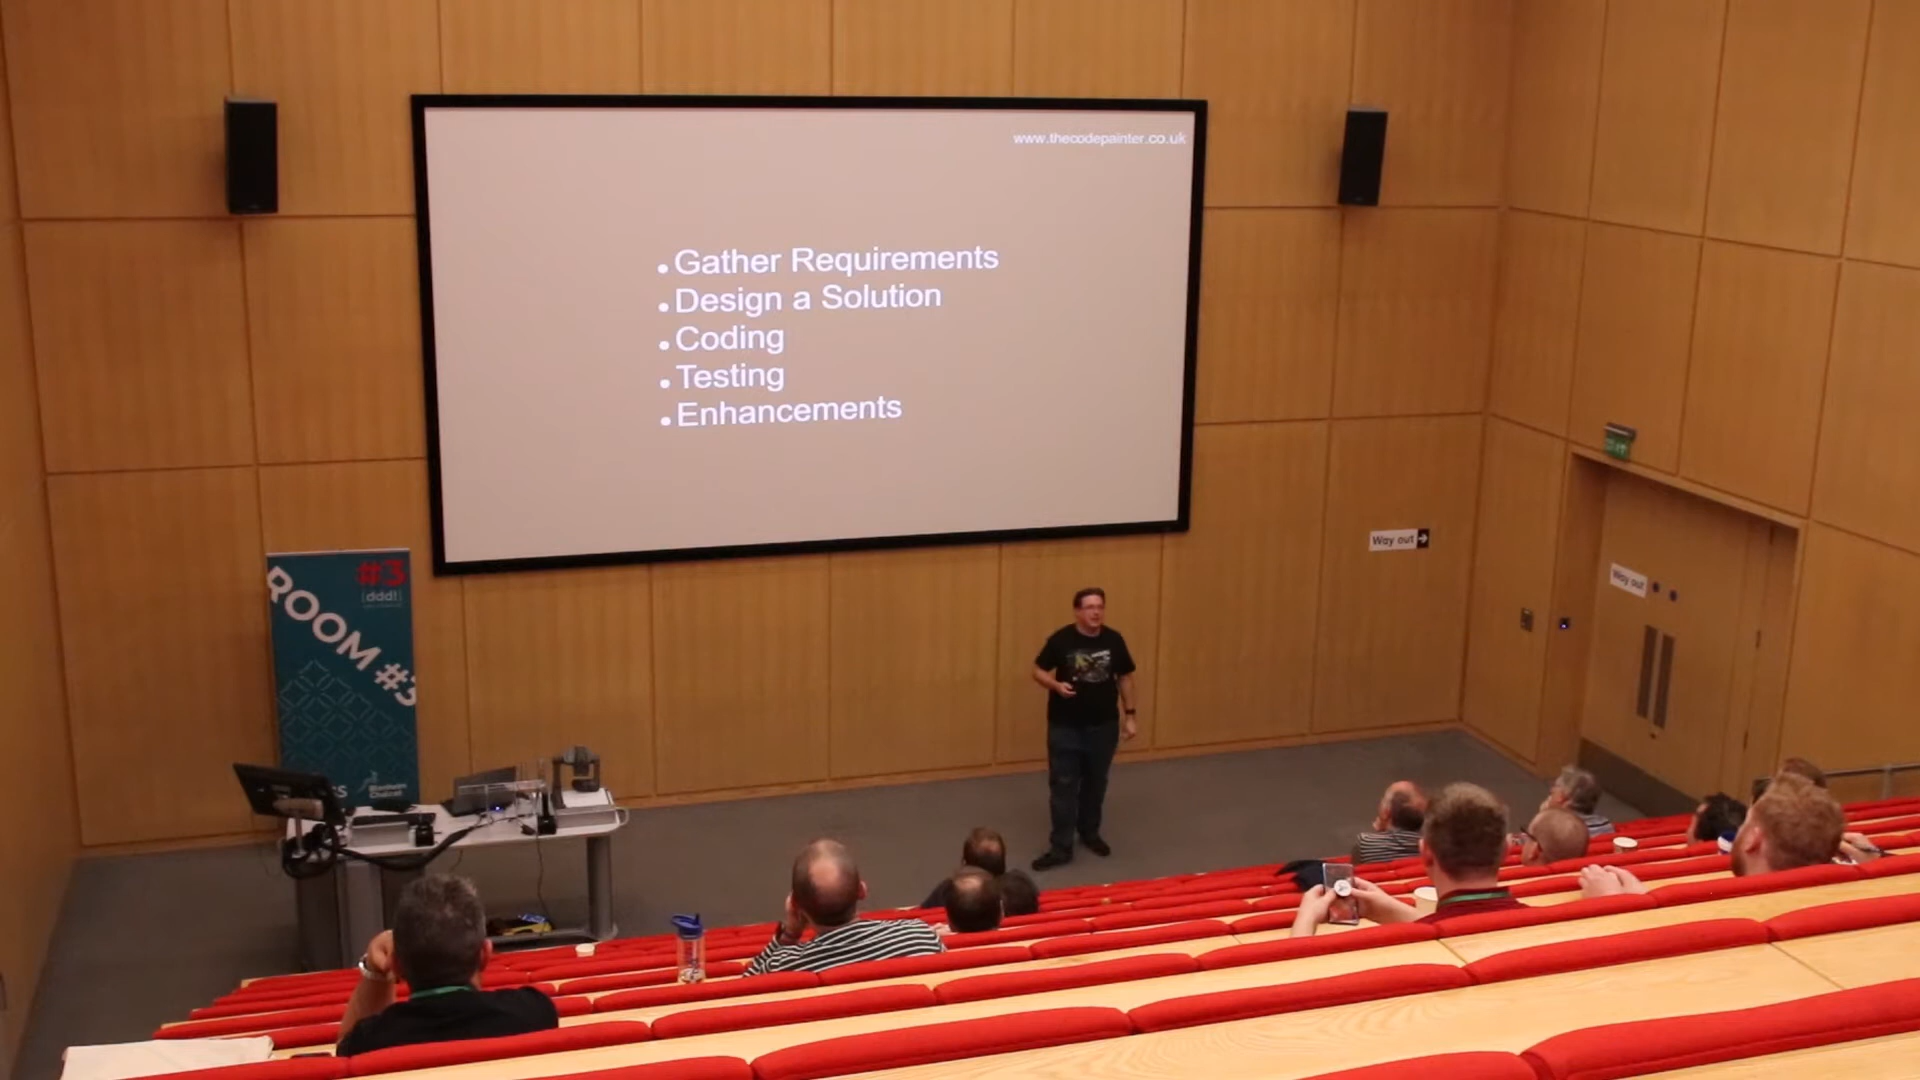 www.thecodepainter.co.uk
Gather Requirements
Design a Solution
Coding
Testing
Enhancements
#3
ddd!
ROOM #3
Way out
Way out